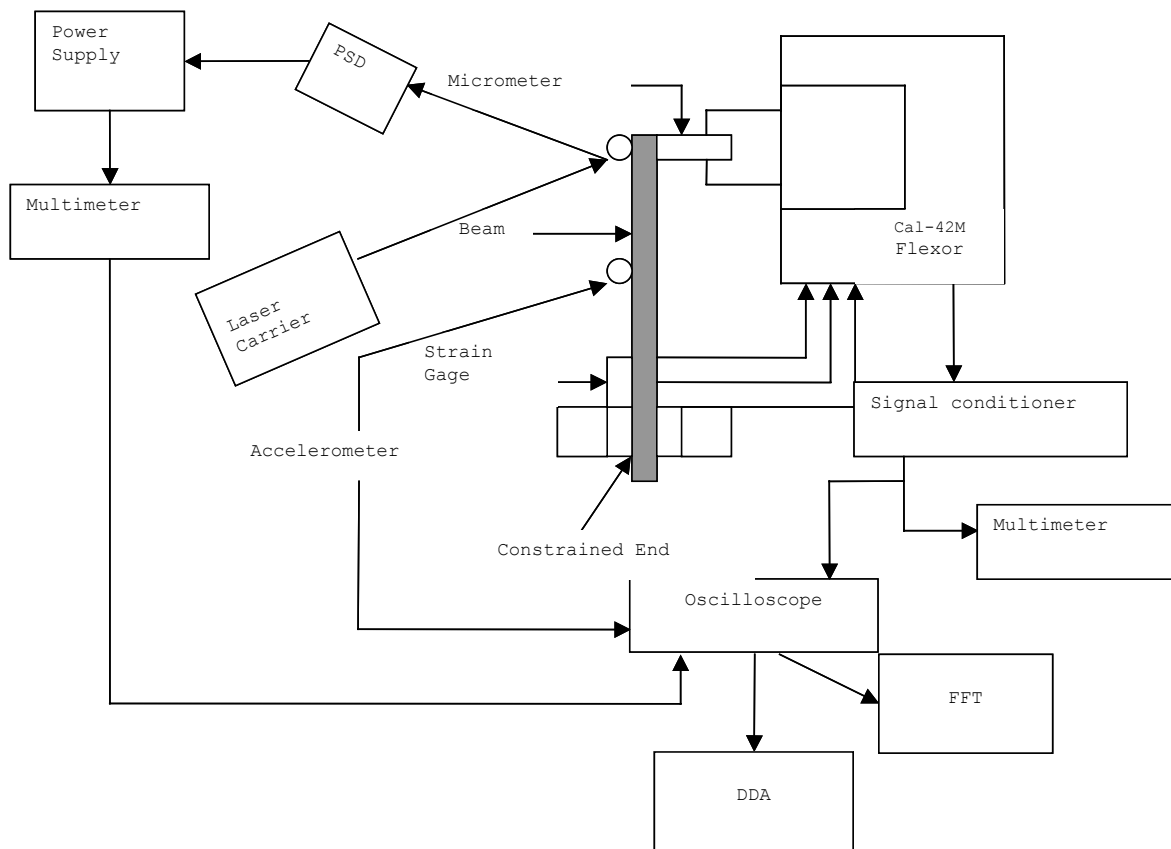 Power
Supply
PSD
Micrometer
Multimeter
Beam
Cal-42M
Flexor
Laser
Carrier
Strain
Gage
Signal conditioner
Accelerometer
Multimeter
Constrained End
Oscilloscope
FFT
DDA